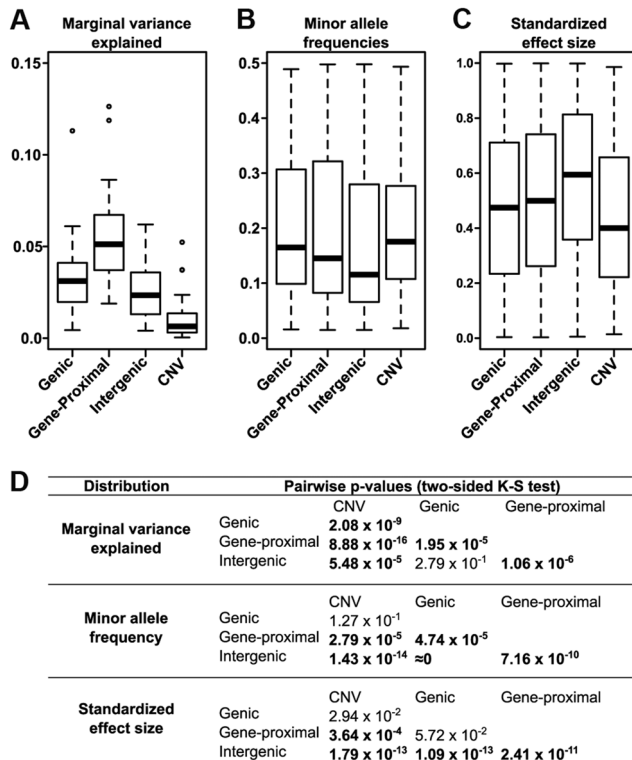 A
Marginal variance
explained
0.15
0.10
0.05
0.0
Genic
Gene-Proximal
Intergenic
CNV
B
Minor allele
frequencies
0.5
0.4
0.3
0.2
0.1
0.0
Genic
Gene-Proximal
Intergenic
CNV
C
Standardized
effect size
1.0
0.8
0.6
0.4
0.2
0.0
Genic
Gene-Proximal
Intergenic
CNV
D
Distribution Pairwise p-values (two-sided K-S test)
Marginal variance
explained
CNV Genic Gene-proximal
Genic 2.08 x 10⁻⁹
Gene-proximal 8.88 x 10⁻¹⁶ 1.95 x 10⁻⁵
Intergenic 5.48 x 10⁻⁵ 2.79 x 10⁻¹ 1.06 x 10⁻⁶
Minor allele
frequency
CNV Genic Gene-proximal
Genic 1.27 x 10⁻¹
Gene-proximal 2.79 x 10⁻⁵ 4.74 x 10⁻⁵
Intergenic 1.43 x 10⁻¹⁴ ≈0 7.16 x 10⁻¹⁰
Standardized
effect size
CNV Genic Gene-proximal
Genic 2.94 x 10⁻²
Gene-proximal 3.64 x 10⁻⁴ 5.72 x 10⁻²
Intergenic 1.79 x 10⁻¹³ 1.09 x 10⁻¹³ 2.41 x 10⁻¹¹